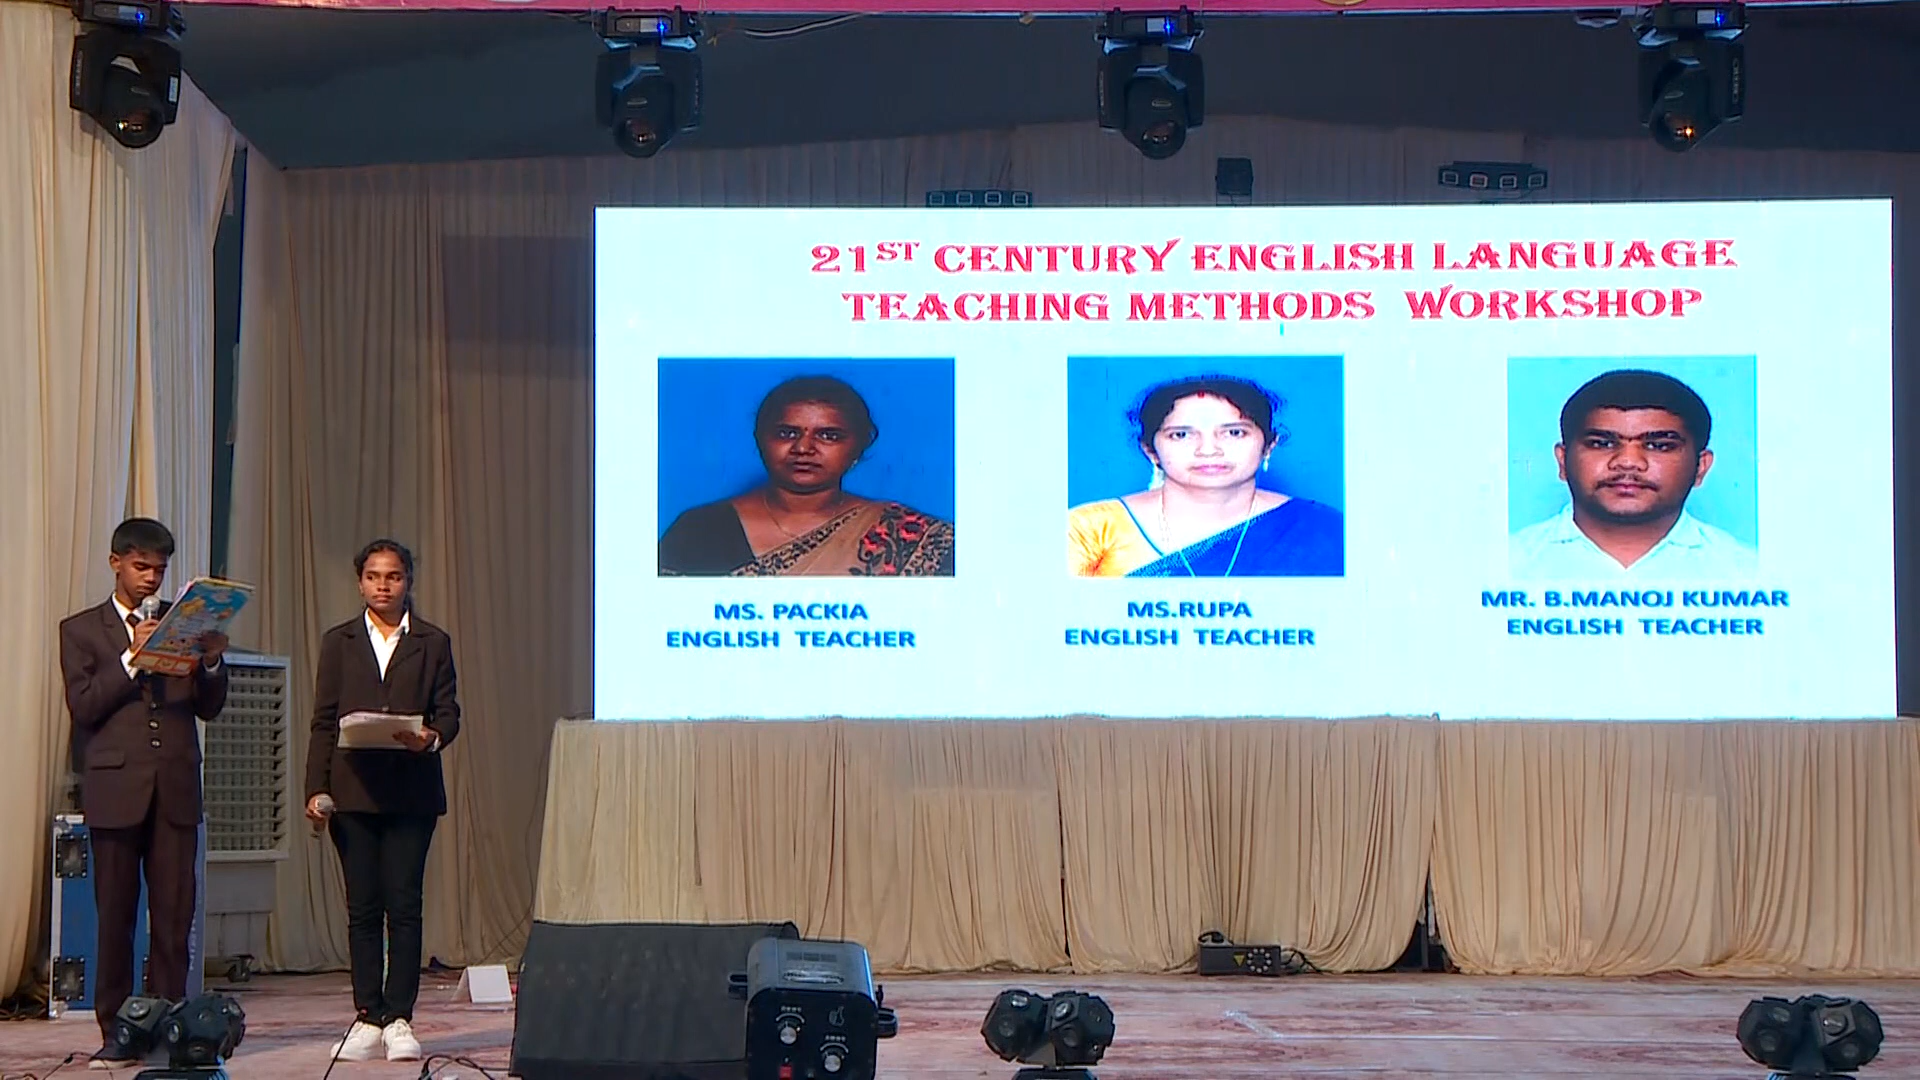 21ST CENTURY ENGLISH LANGUAGE
TEACHING METHODS WORKSHOP
MS. PACKIA
ENGLISH TEACHER
MS.RUPA
ENGLISH TEACHER
MR. B.MANOJ KUMAR
ENGLISH TEACHER